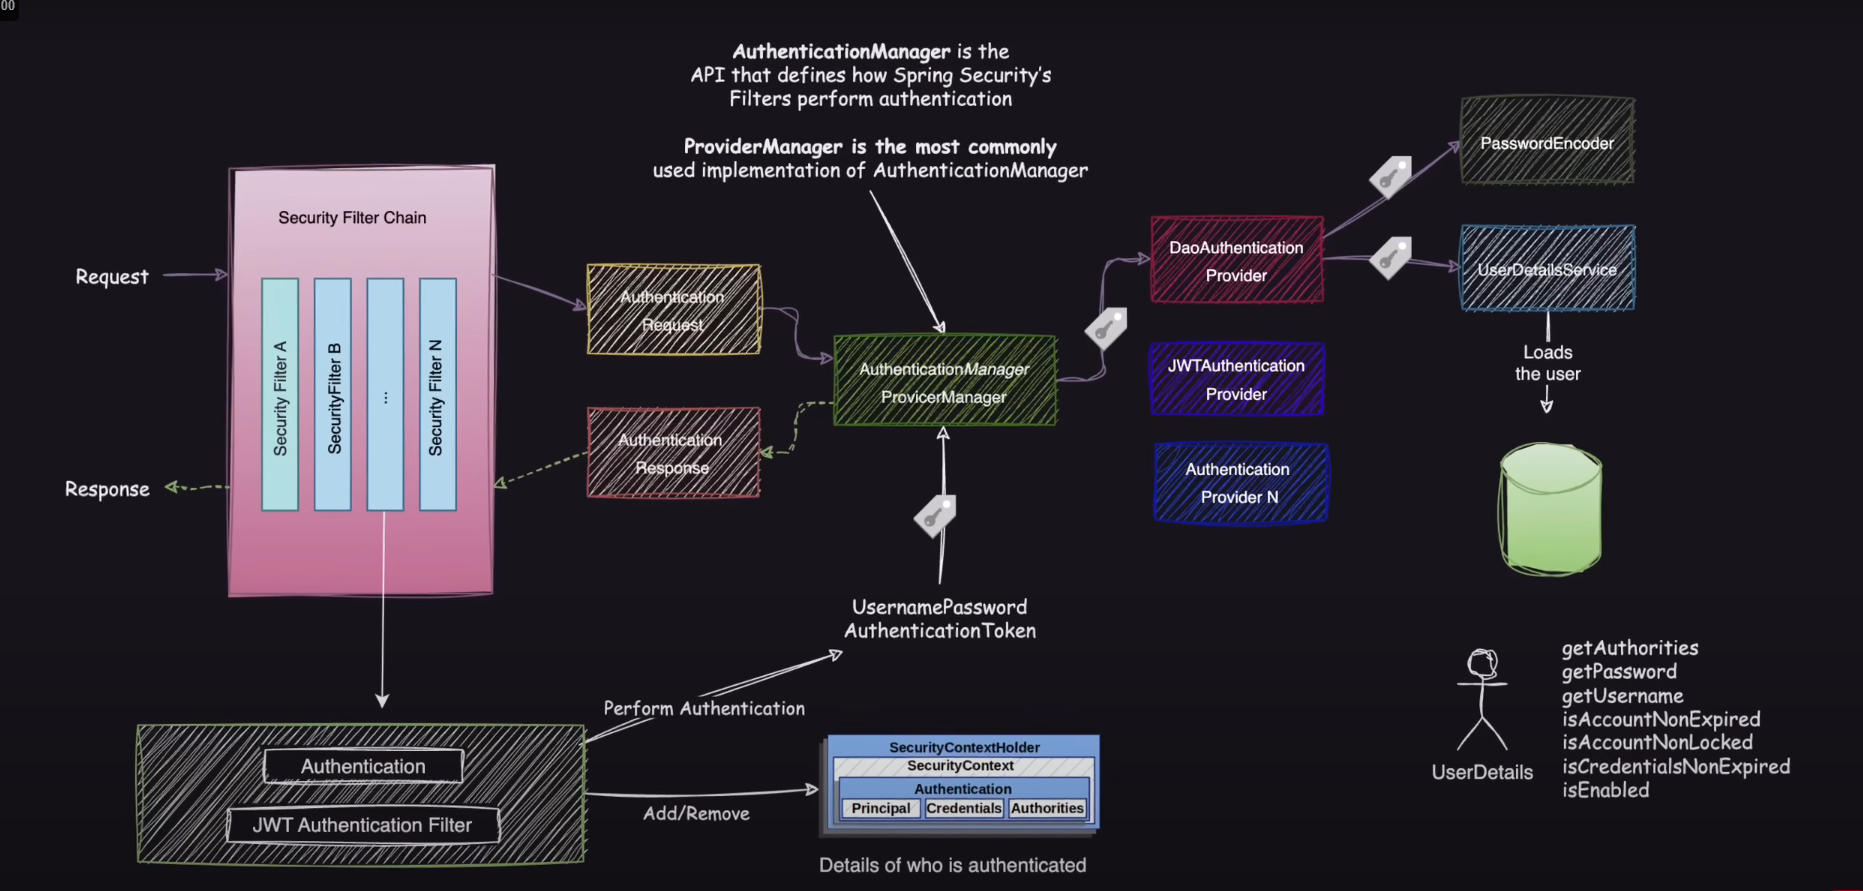 00
AuthenticationManager is the
API that defines how Spring Security's
Filters perform authentication
ProviderManager is the most commonly
used implementation of AuthenticationManager
Security Filter Chain
Request
Response
Security Filter A
SecurityFilter B
...
Security Filter N
Authentication
Request
Authentication
Response
AuthenticationManager
ProvicerManager
DaoAuthentication
Provider
JWTAuthentication
Provider
Authentication
Provider N
PasswordEncoder
UserDetailsService
Loads
the user
UsernamePassword
AuthenticationToken
Perform Authentication
Authentication
JWT Authentication Filter
Add/Remove
SecurityContextHolder
SecurityContext
Authentication
Principal
Credentials
Authorities
Details of who is authenticated
UserDetails
getAuthorities
getPassword
getUsername
isAccountNonExpired
isAccountNonLocked
isCredentialsNonExpired
isEnabled